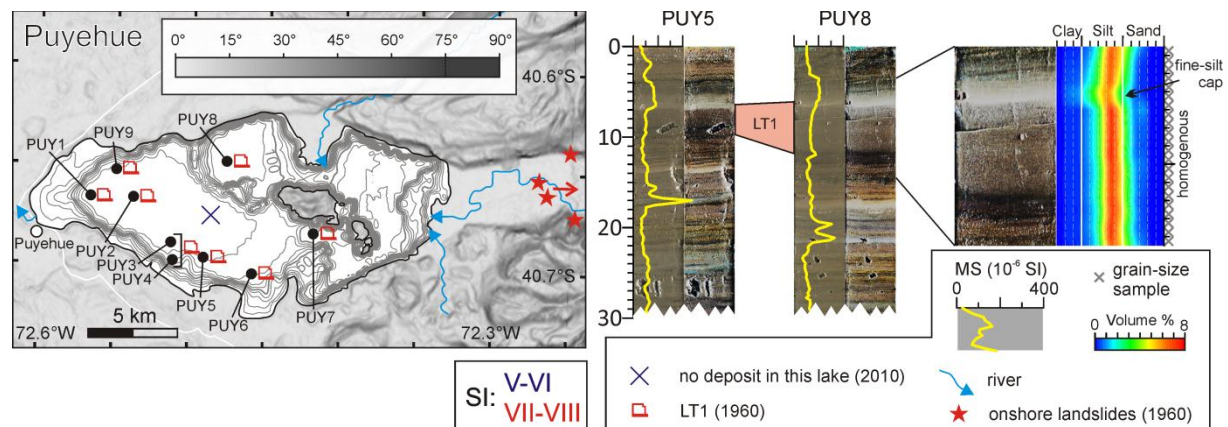 Puyehue
0° 15° 30° 45° 60° 75° 90°
40.6°S
PUY1
PUY9
PUY8
Puyehue
PUY2
PUY3
PUY4
PUY5
PUY6
PUY7
40.7°S
5 km
72.6°W
72.3°W
SI: V-VI
VII-VIII
PUY5
PUY8
0
10
20
30
LT1
Clay Silt Sand
fine-silt
cap
homogenous
MS (10⁻⁶ SI)
0 400
grain-size
sample
0 Volume % 8
no deposit in this lake (2010)
river
LT1 (1960)
onshore landslides (1960)